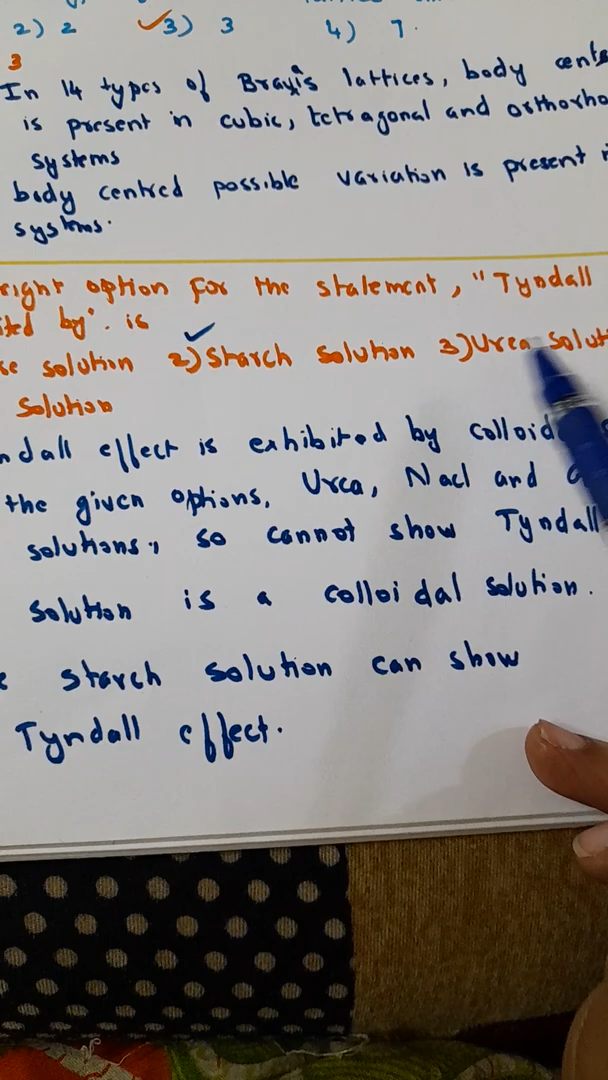 2) 2 3) 3 4) 7.
3
In 14 types of Bravais lattices, body cente
is present in cubic, tetragonal and orthorho
systems
body centred possible variation is present
systems.
right option for the statement, "Tyndall
ited by". is
se solution 2) Starch solution 3) Urea solut
solution
ndall effect is exhibited by colloid
the given options, Urea, Nacl and
solutions, so cannot show Tyndall
solution is a colloidal solution.
starch solution can show
Tyndall effect.